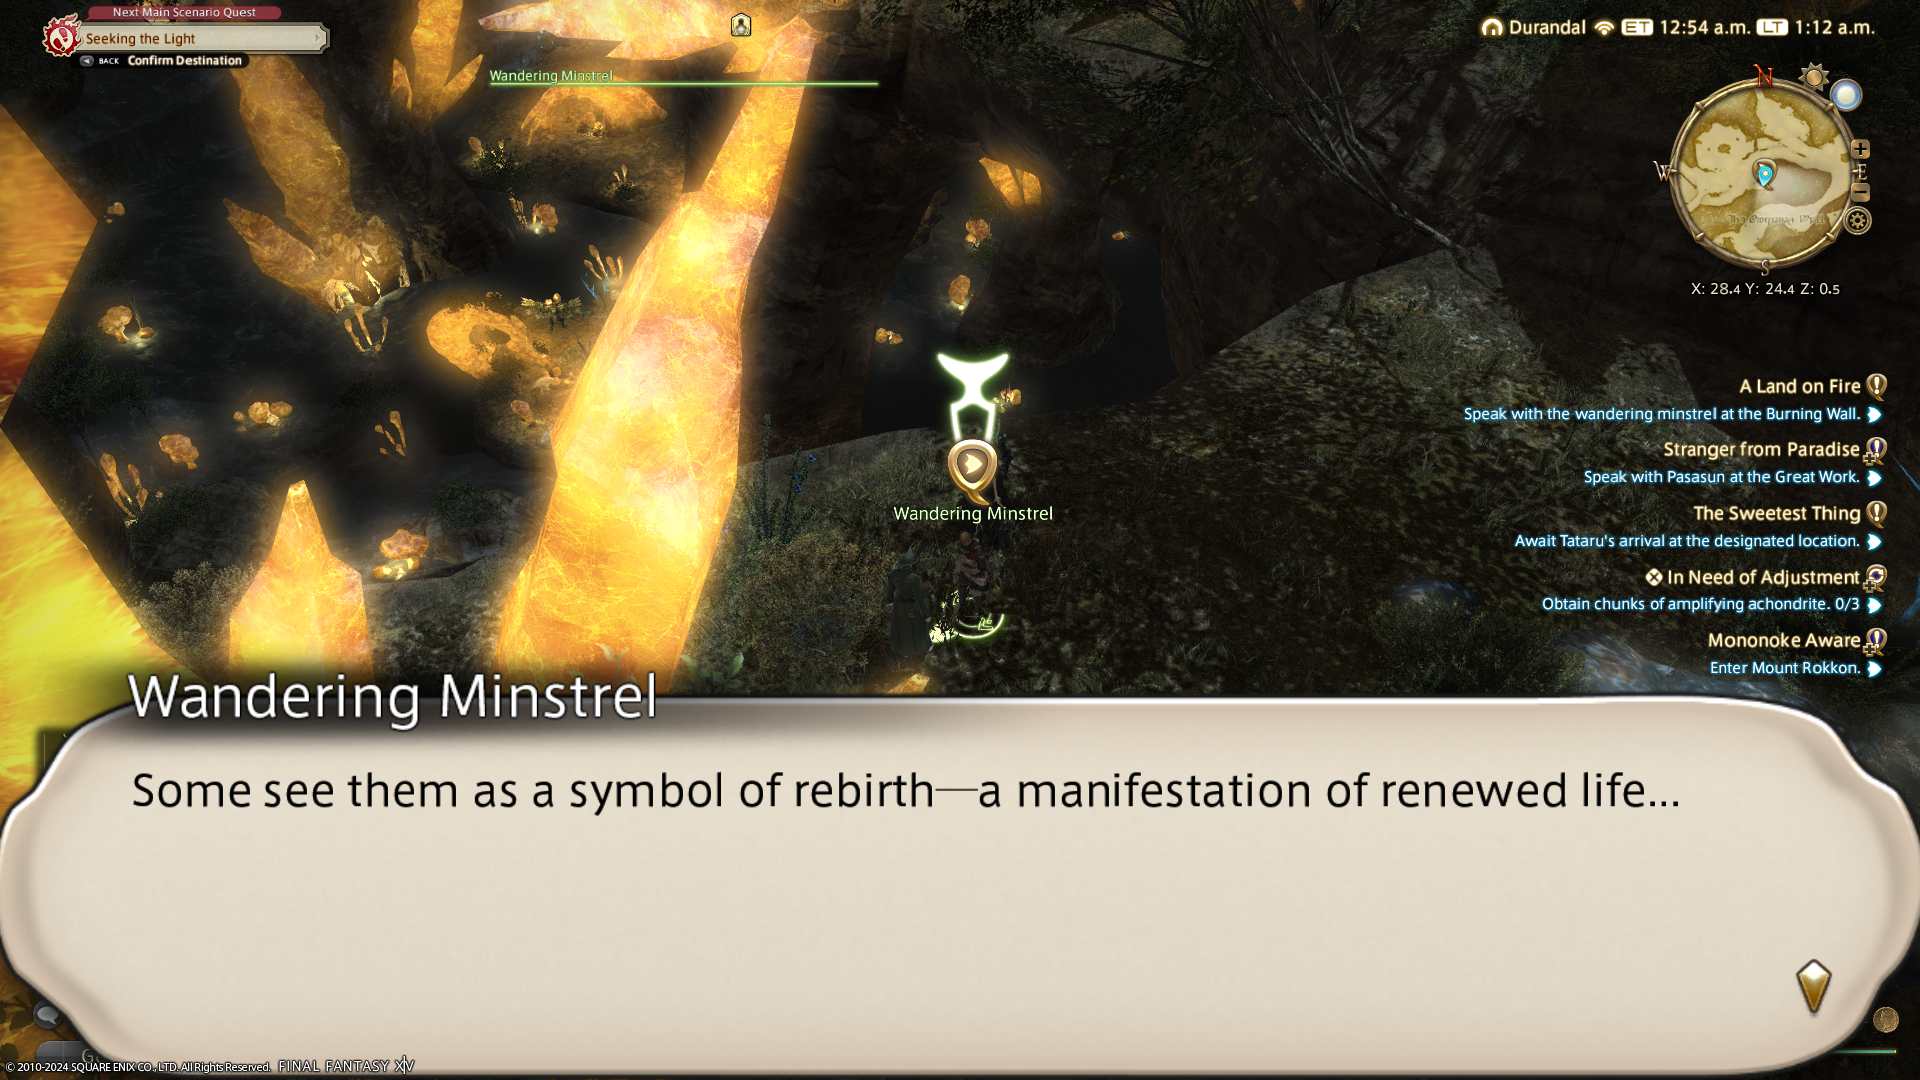 Next Main Scenario Quest
Seeking the Light
BACK Confirm Destination
Wandering Minstrel
Durandal ET 12:54 a.m. LT 1:12 a.m.
N
W
E
S
X: 28.4 Y: 24.4 Z: 0.5
A Land on Fire
Speak with the wandering minstrel at the Burning Wall.
Stranger from Paradise
Speak with Pasasun at the Great Work.
The Sweetest Thing
Await Tataru's arrival at the designated location.
In Need of Adjustment
Obtain chunks of amplifying achondrite. 0/3
Mononoke Aware
Enter Mount Rokkon.
Wandering Minstrel
Wandering Minstrel
Some see them as a symbol of rebirth—a manifestation of renewed life...
© 2010-2024 SQUARE ENIX CO., LTD. All Rights Reserved. FINAL FANTASY XIV